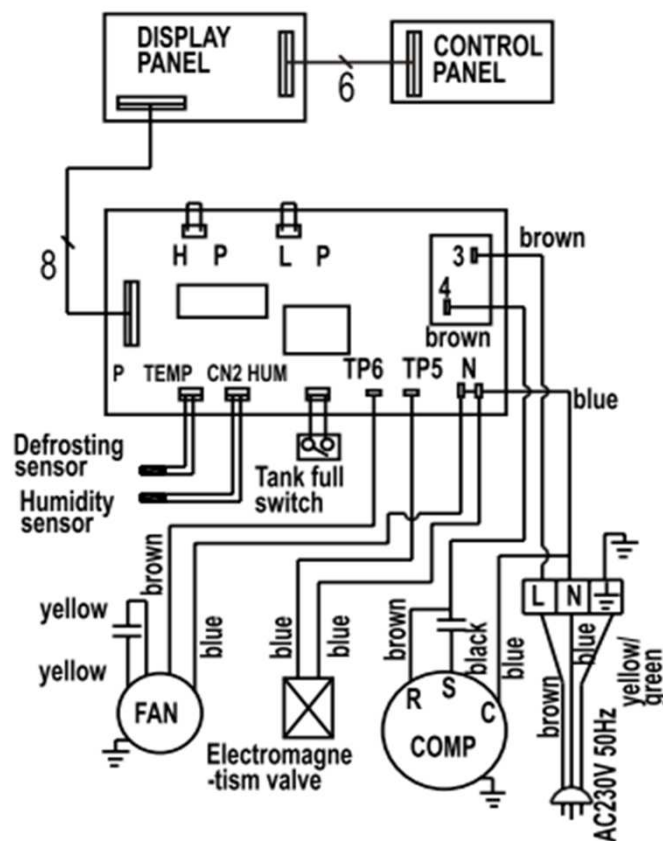 DISPLAY
PANEL
6
CONTROL
PANEL
8
H P
L P
3
4
brown
brown
P
TEMP
CN2 HUM
TP6
TP5
N
blue
Defrosting
sensor
Humidity
sensor
Tank full
switch
brown
yellow
yellow
blue
blue
blue
brown
black
blue
L
N
blue
brown
yellow/
green
FAN
Electromagne
-tism valve
R
S
C
COMP
AC230V 50Hz